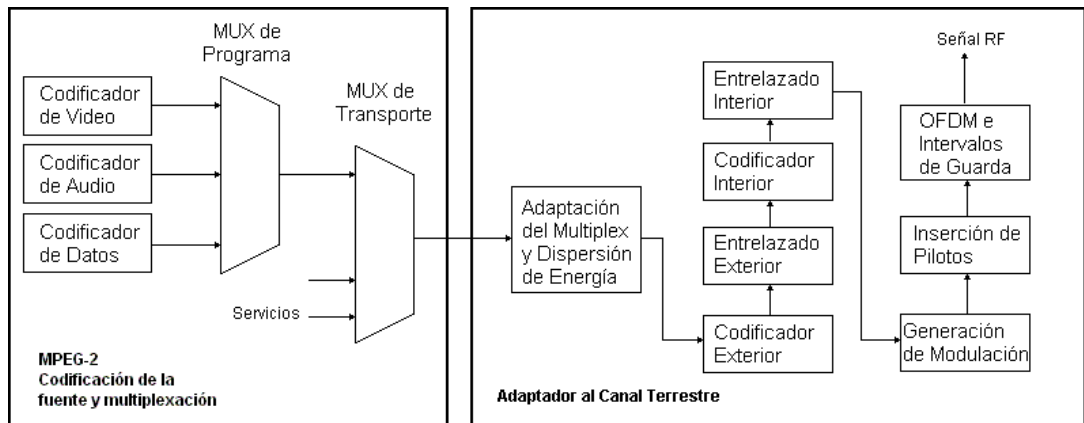 MUX de
Programa
Codificador
de Video
Codificador
de Audio
Codificador
de Datos
MUX de
Transporte
Servicios
MPEG-2
Codificación de la
fuente y multiplexación
Adaptación
del Multiplex
y Dispersión
de Energía
Codificador
Exterior
Entrelazado
Exterior
Codificador
Interior
Entrelazado
Interior
Generación
de Modulación
Inserción de
Pilotos
OFDM e
Intervalos
de Guarda
Señal RF
Adaptador al Canal Terrestre